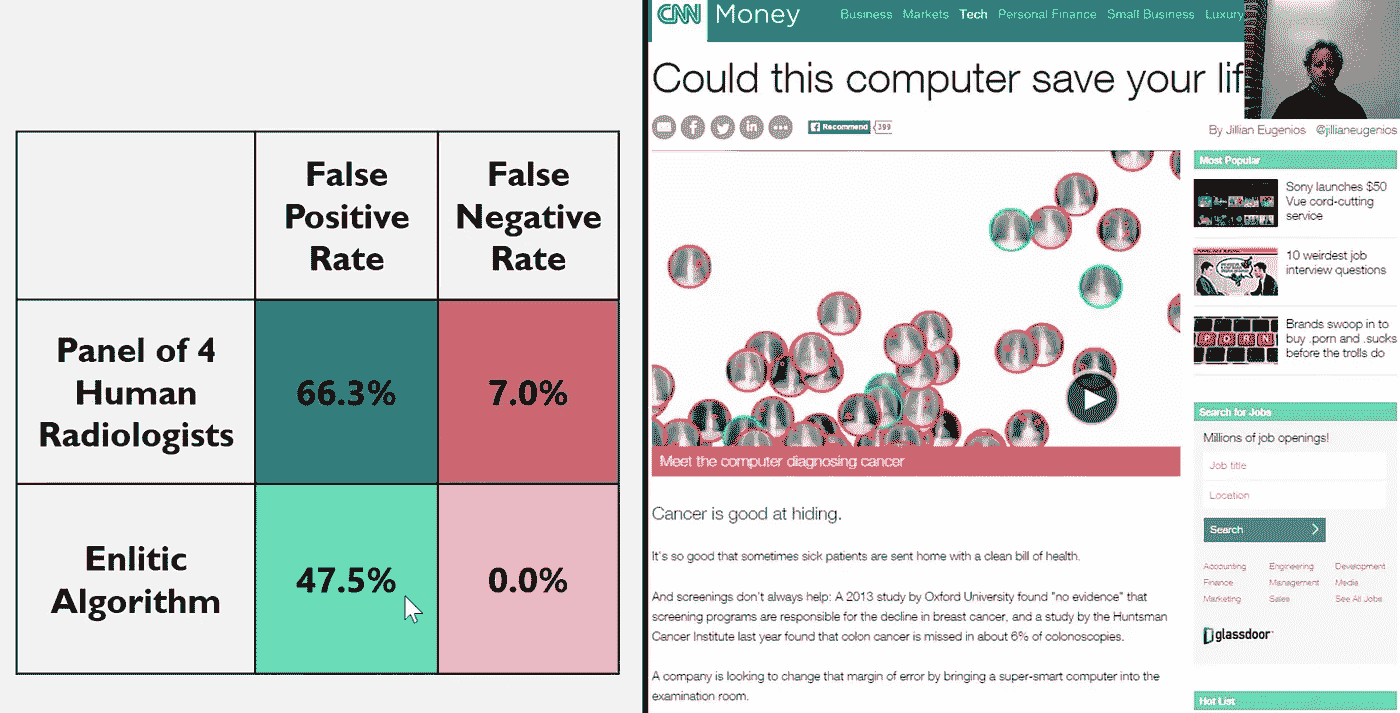 False
Positive
Rate
False
Negative
Rate
Panel of 4
Human
Radiologists
66.3%
7.0%
Enlitic
Algorithm
47.5%
0.0%
CNN Money
Business Markets Tech Personal Finance Small Business Luxury
Could this computer save your lif
Recommend 399
By Jillian Eugenios @jillianeugenios
Meet the computer diagnosing cancer
Cancer is good at hiding.
It's so good that sometimes sick patients are sent home with a clean bill of health.
And screenings don't always help: A 2013 study by Oxford University found "no evidence" that
screening programs are responsible for the decline in breast cancer, and a study by the Huntsman
Cancer Institute last year found that colon cancer is missed in about 6% of colonoscopies.
A company is looking to change that margin of error by bringing a super-smart computer into the
examination room.
Most Popular
Sony launches $50
Vue cord-cutting
service
10 weirdest job
interview questions
PORN
Brands swoop in to
buy .porn and .sucks
before the trolls do
Search for Jobs
Millions of job openings!
Job title
Location
Search
Accounting Engineering Development
Finance Management Media
Marketing Sales See All Jobs
glassdoor
Hot List